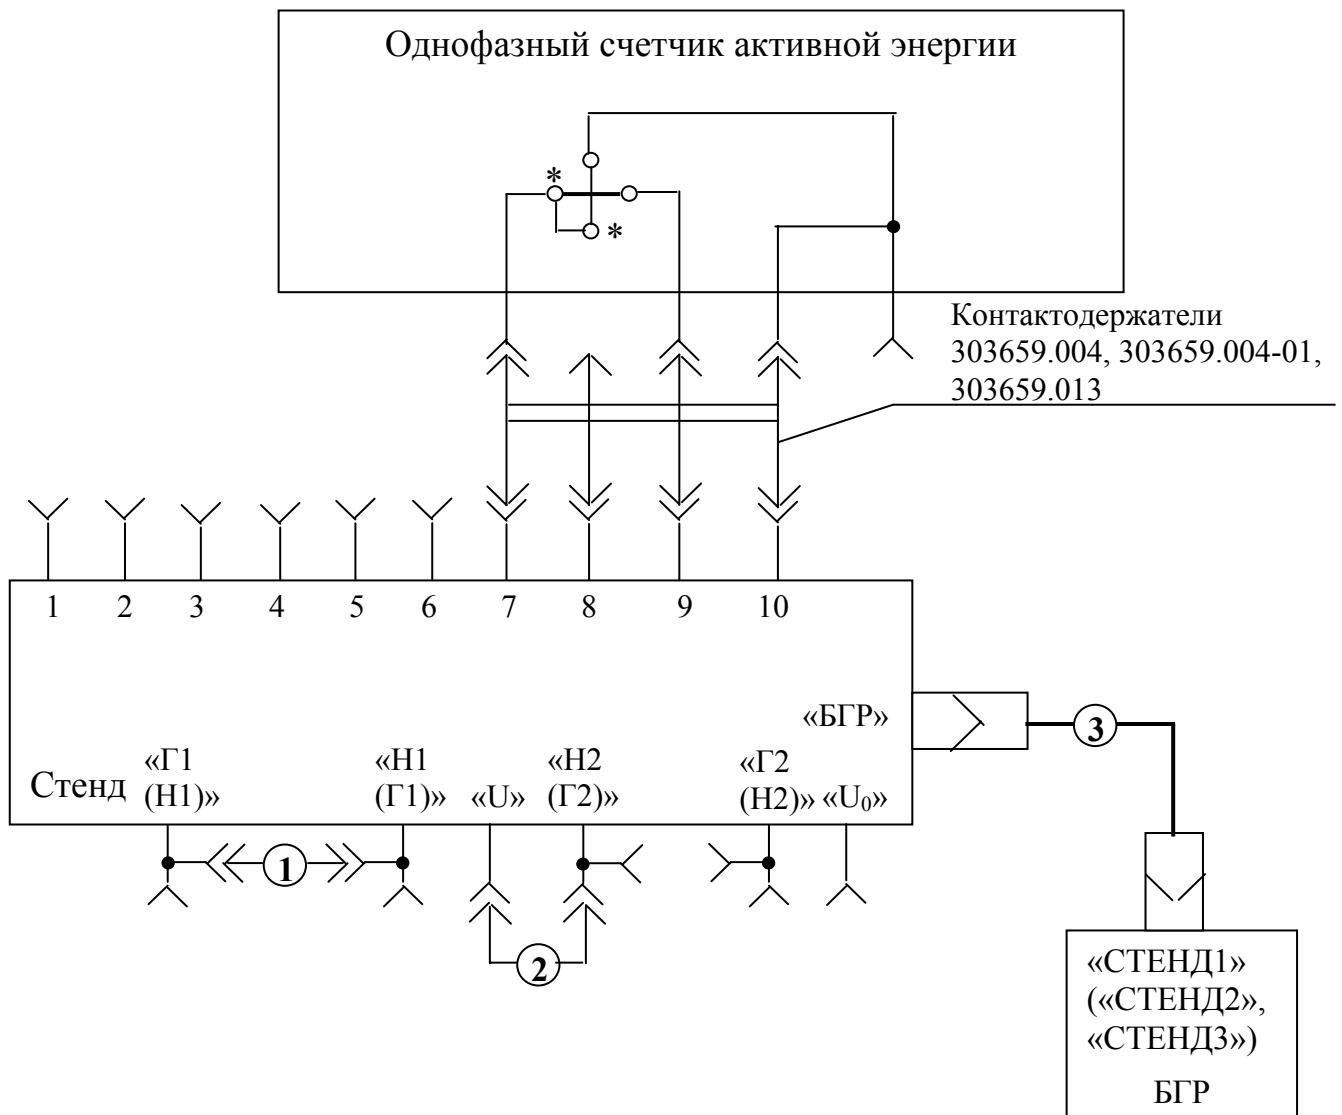 Однофазный счетчик активной энергии
*
*
Контактодержатели
303659.004, 303659.004-01,
303659.013
1 2 3 4 5 6 7 8 9 10
«БГР»
3
Стенд
«Г1
(Н1)»
«Н1
(Г1)»
«U»
«Н2
(Г2)»
«Г2
(Н2)»
«U₀»
1
2
«СТЕНД1»
(«СТЕНД2»,
«СТЕНД3»)
БГР